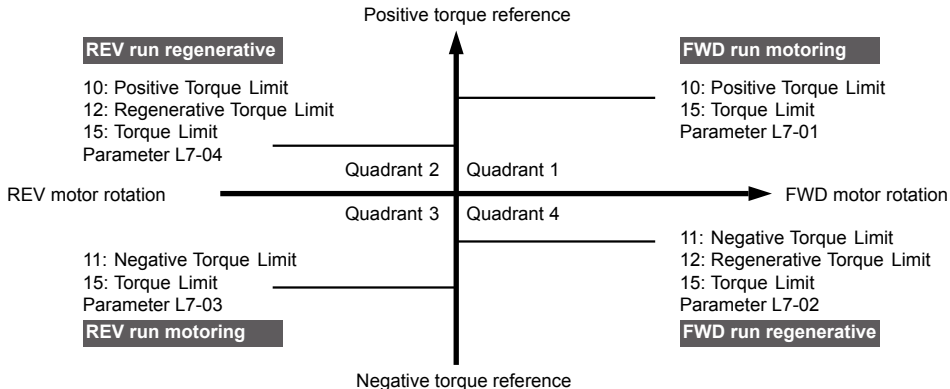 Positive torque reference
REV run regenerative
10: Positive Torque Limit
12: Regenerative Torque Limit
15: Torque Limit
Parameter L7-04
FWD run motoring
10: Positive Torque Limit
15: Torque Limit
Parameter L7-01
Quadrant 2
Quadrant 1
REV motor rotation
FWD motor rotation
Quadrant 3
Quadrant 4
11: Negative Torque Limit
15: Torque Limit
Parameter L7-03
REV run motoring
11: Negative Torque Limit
12: Regenerative Torque Limit
15: Torque Limit
Parameter L7-02
FWD run regenerative
Negative torque reference